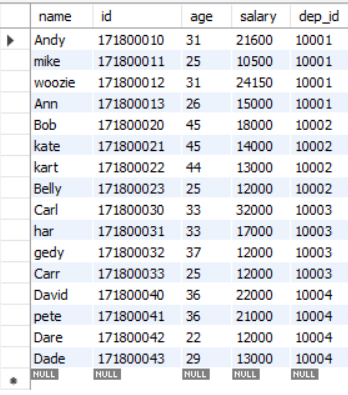 name id age salary dep_id
Andy 171800010 31 21600 10001
mike 171800011 25 10500 10001
woozie 171800012 31 24150 10001
Ann 171800013 26 15000 10001
Bob 171800020 45 18000 10002
kate 171800021 45 14000 10002
kart 171800022 44 13000 10002
Belly 171800023 25 12000 10002
Carl 171800030 33 32000 10003
har 171800031 33 17000 10003
gedy 171800032 37 12000 10003
Carr 171800033 25 12000 10003
David 171800040 36 22000 10004
pete 171800041 36 21000 10004
Dare 171800042 22 12000 10004
Dade 171800043 29 13000 10004
NULL NULL NULL NULL NULL